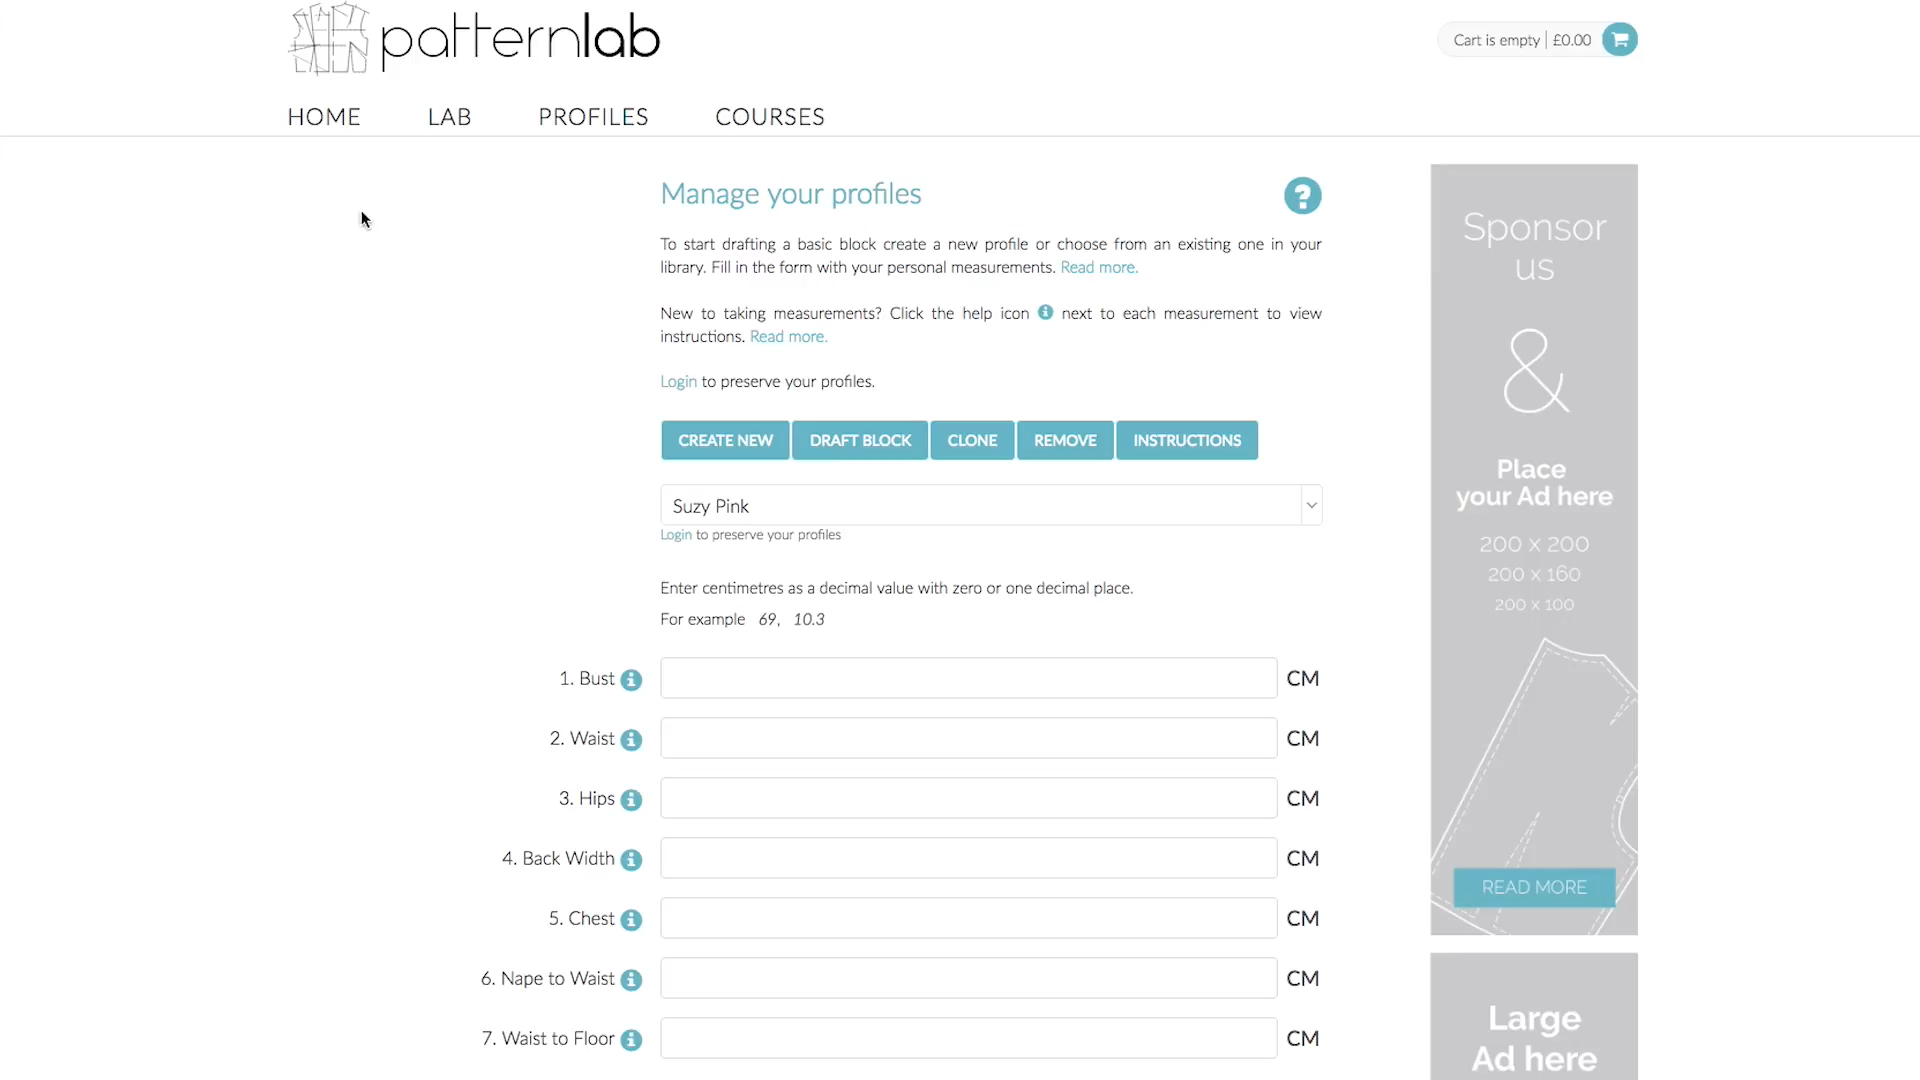 patternlab
Cart is empty | £0.00
HOME LAB PROFILES COURSES
Manage your profiles
To start drafting a basic block create a new profile or choose from an existing one in your
library. Fill in the form with your personal measurements. Read more.
New to taking measurements? Click the help icon next to each measurement to view
instructions. Read more.
Login to preserve your profiles.
CREATE NEW DRAFT BLOCK CLONE REMOVE INSTRUCTIONS
Suzy Pink
Login to preserve your profiles
Enter centimetres as a decimal value with zero or one decimal place.
For example 69, 10.3
1. Bust CM
2. Waist CM
3. Hips CM
4. Back Width CM
5. Chest CM
6. Nape to Waist CM
7. Waist to Floor CM
Sponsor
us
&
Place
your Ad here
200 x 200
200 x 160
200 x 100
READ MORE
Large
Ad here